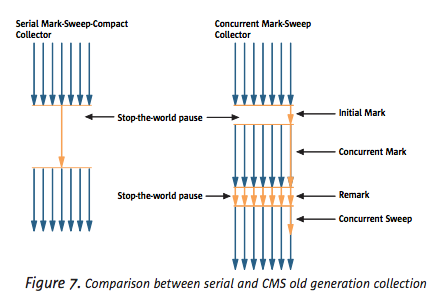 Serial Mark-Sweep-Compact
Collector
Concurrent Mark-Sweep
Collector
Stop-the-world pause
Initial Mark
Concurrent Mark
Stop-the-world pause
Remark
Concurrent Sweep
Figure 7. Comparison between serial and CMS old generation collection